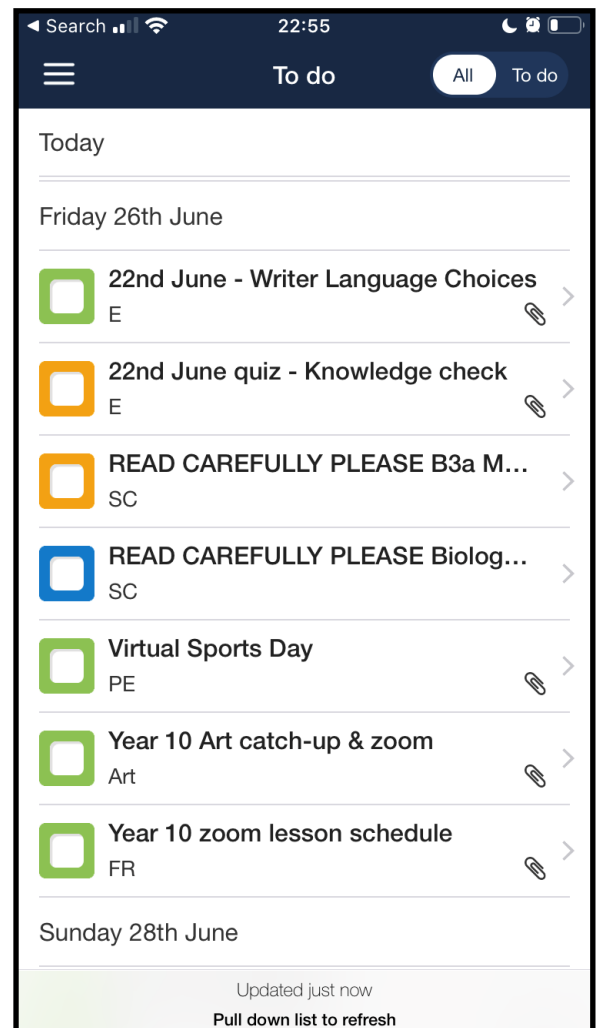 Search 22:55
To do All To do
Today
Friday 26th June
22nd June - Writer Language Choices
E
22nd June quiz - Knowledge check
E
READ CAREFULLY PLEASE B3a M...
SC
READ CAREFULLY PLEASE Biolog...
SC
Virtual Sports Day
PE
Year 10 Art catch-up & zoom
Art
Year 10 zoom lesson schedule
FR
Sunday 28th June
Updated just now
Pull down list to refresh